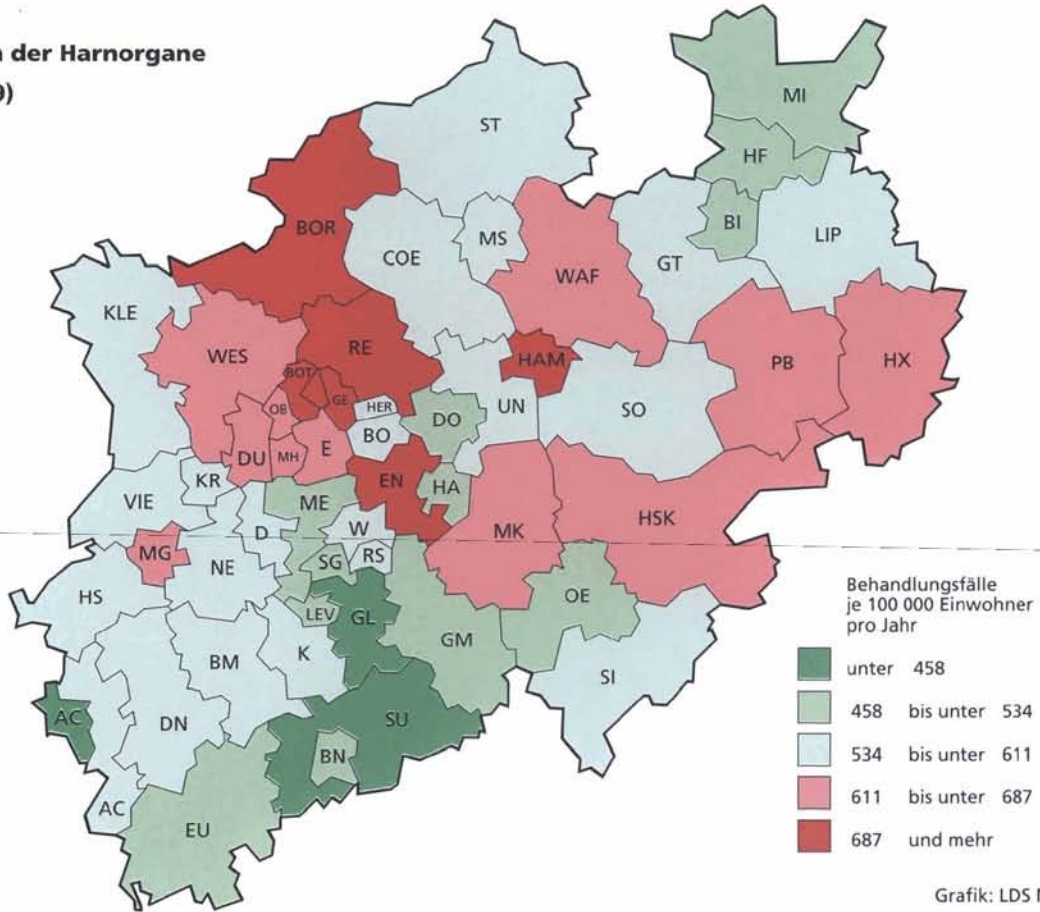 der Harnorgane
9)
ST
MI
HF
BI
LIP
BOR
COE
MS
WAF
GT
KLE
WES
RE
HAM
PB
HX
BOT
GE
HER
OB
BO
DO
UN
SO
DU
MH
E
EN
HA
KR
VIE
ME
MK
HSK
D
W
MG
NE
SG
RS
HS
LEV
GL
OE
GM
K
BM
SI
AC
DN
SU
BN
AC
EU
Behandlungsfälle
je 100 000 Einwohner
pro Jahr
unter 458
458 bis unter 534
534 bis unter 611
611 bis unter 687
687 und mehr
Grafik: LDS